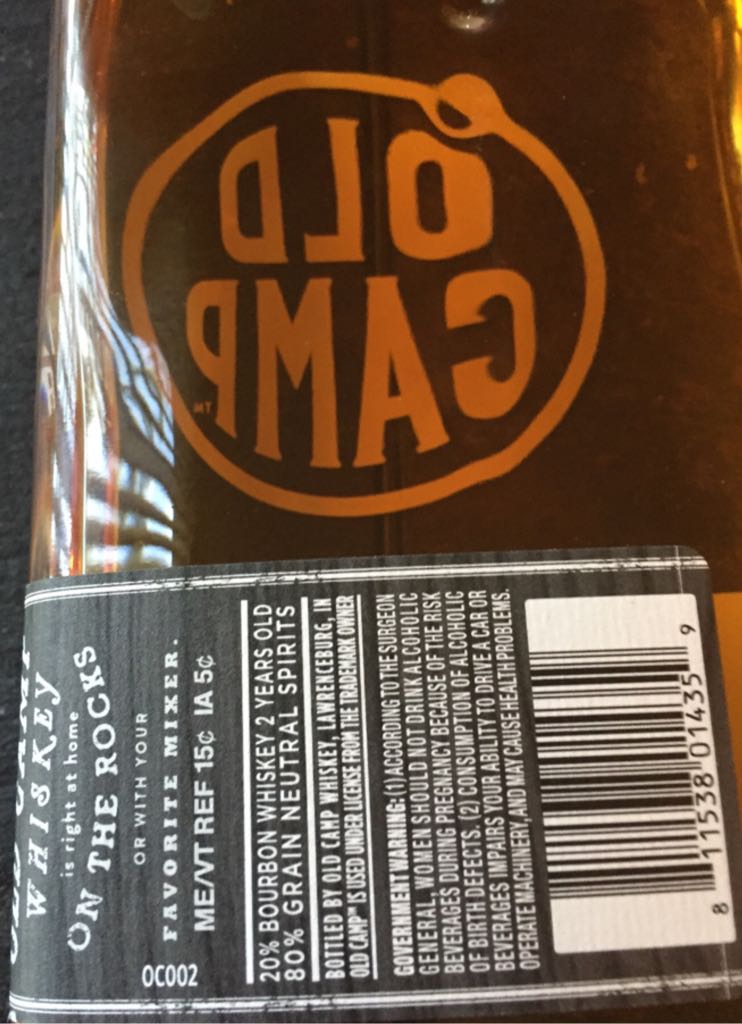 OLD
CAMP
TM
WHISKEY
is right at home
ON THE ROCKS
OR WITH YOUR
FAVORITE MIXER.
ME/VT REF 15¢ IA 5¢
OC002
20% BOURBON WHISKEY 2 YEARS OLD
80% GRAIN NEUTRAL SPIRITS
BOTTLED BY OLD CAMP WHISKEY, LAWRENCEBURG, IN
OLD CAMP™ IS USED UNDER LICENSE FROM THE TRADEMARK OWNER
GOVERNMENT WARNING: (1) ACCORDING TO THE SURGEON
GENERAL, WOMEN SHOULD NOT DRINK ALCOHOLIC
BEVERAGES DURING PREGNANCY BECAUSE OF THE RISK
OF BIRTH DEFECTS. (2) CONSUMPTION OF ALCOHOLIC
BEVERAGES IMPAIRS YOUR ABILITY TO DRIVE A CAR OR
OPERATE MACHINERY, AND MAY CAUSE HEALTH PROBLEMS.
8 11538 01435 9